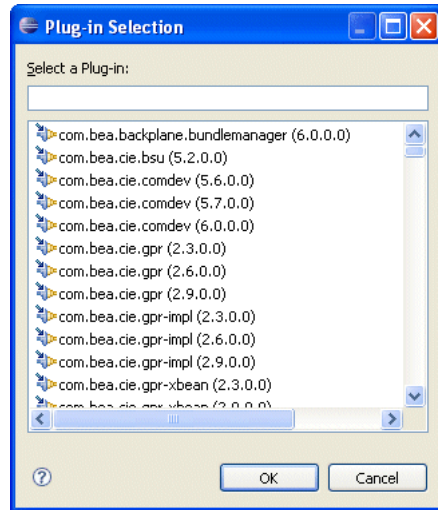 Plug-in Selection
Select a Plug-in:
com.bea.backplane.bundlemanager (6.0.0.0)
com.bea.cie.bsu (5.2.0.0)
com.bea.cie.comdev (5.6.0.0)
com.bea.cie.comdev (5.7.0.0)
com.bea.cie.comdev (6.0.0.0)
com.bea.cie.gpr (2.3.0.0)
com.bea.cie.gpr (2.6.0.0)
com.bea.cie.gpr (2.9.0.0)
com.bea.cie.gpr-impl (2.3.0.0)
com.bea.cie.gpr-impl (2.6.0.0)
com.bea.cie.gpr-impl (2.9.0.0)
com.bea.cie.gpr-xbean (2.3.0.0)
com.bea.cie.gpr-xbean
? OK Cancel